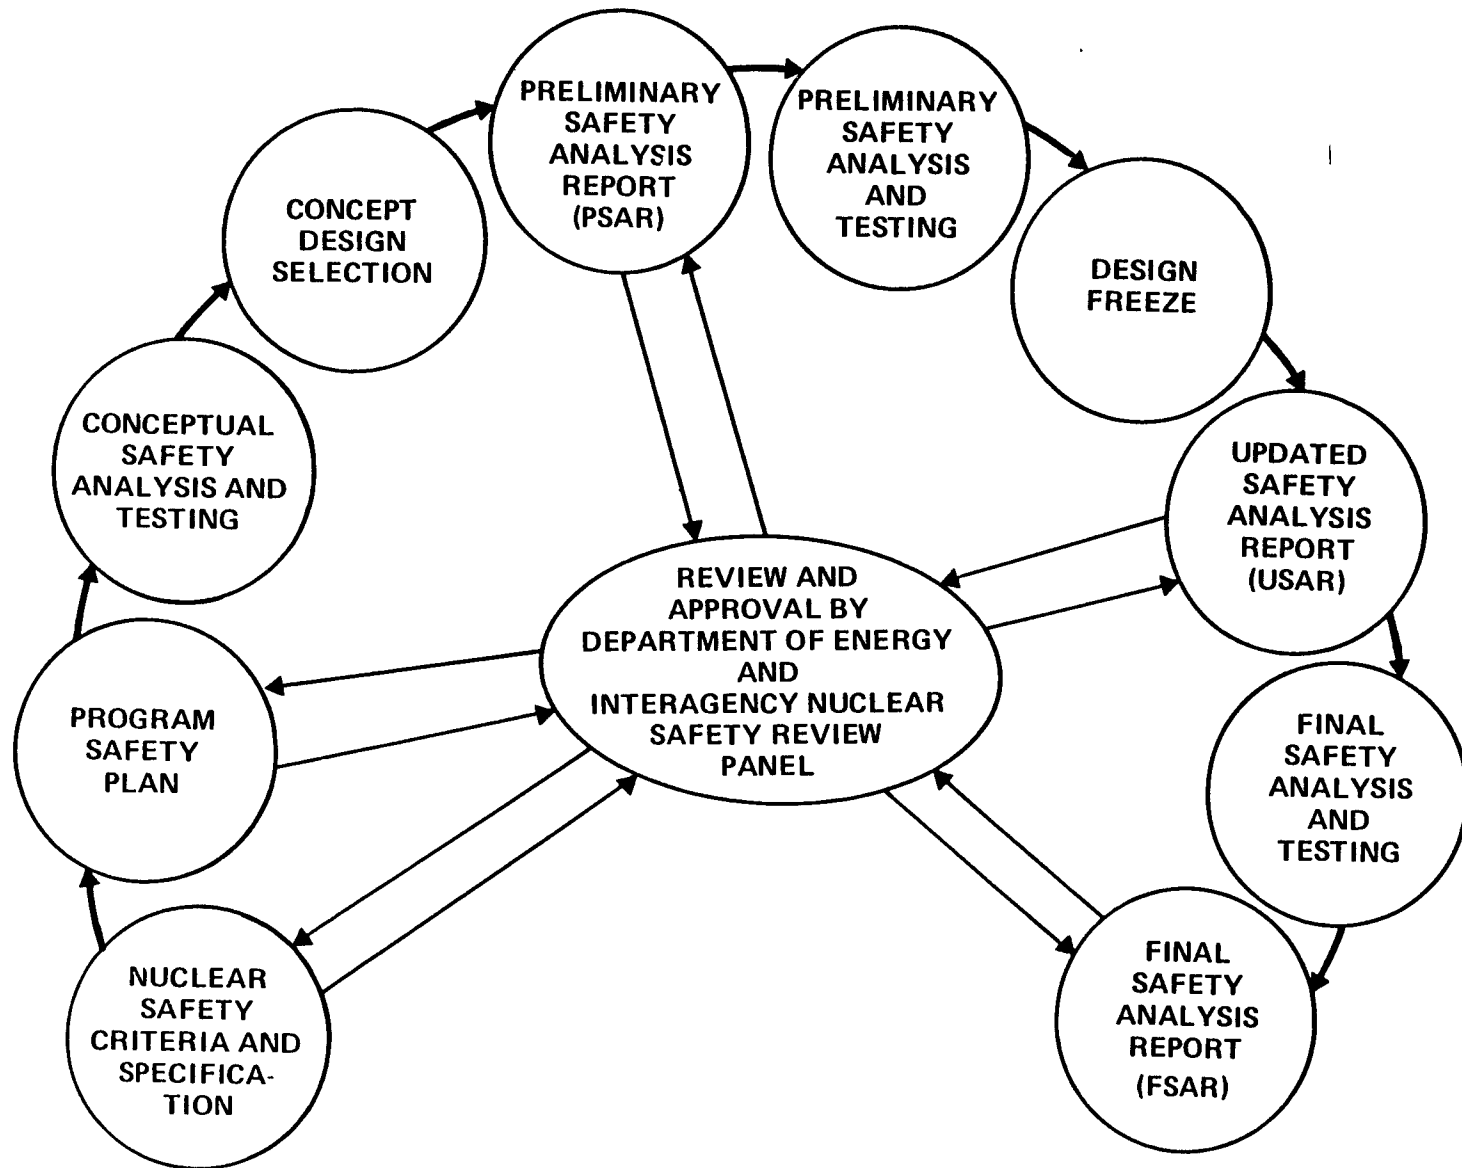 PRELIMINARY
SAFETY
ANALYSIS
REPORT
(PSAR)
PRELIMINARY
SAFETY
ANALYSIS
AND
TESTING
CONCEPT
DESIGN
SELECTION
DESIGN
FREEZE
CONCEPTUAL
SAFETY
ANALYSIS AND
TESTING
UPDATED
SAFETY
ANALYSIS
REPORT
(USAR)
REVIEW AND
APPROVAL BY
DEPARTMENT OF ENERGY
AND
INTERAGENCY NUCLEAR
SAFETY REVIEW
PANEL
PROGRAM
SAFETY
PLAN
FINAL
SAFETY
ANALYSIS
AND
TESTING
NUCLEAR
SAFETY
CRITERIA AND
SPECIFICA-
TION
FINAL
SAFETY
ANALYSIS
REPORT
(FSAR)